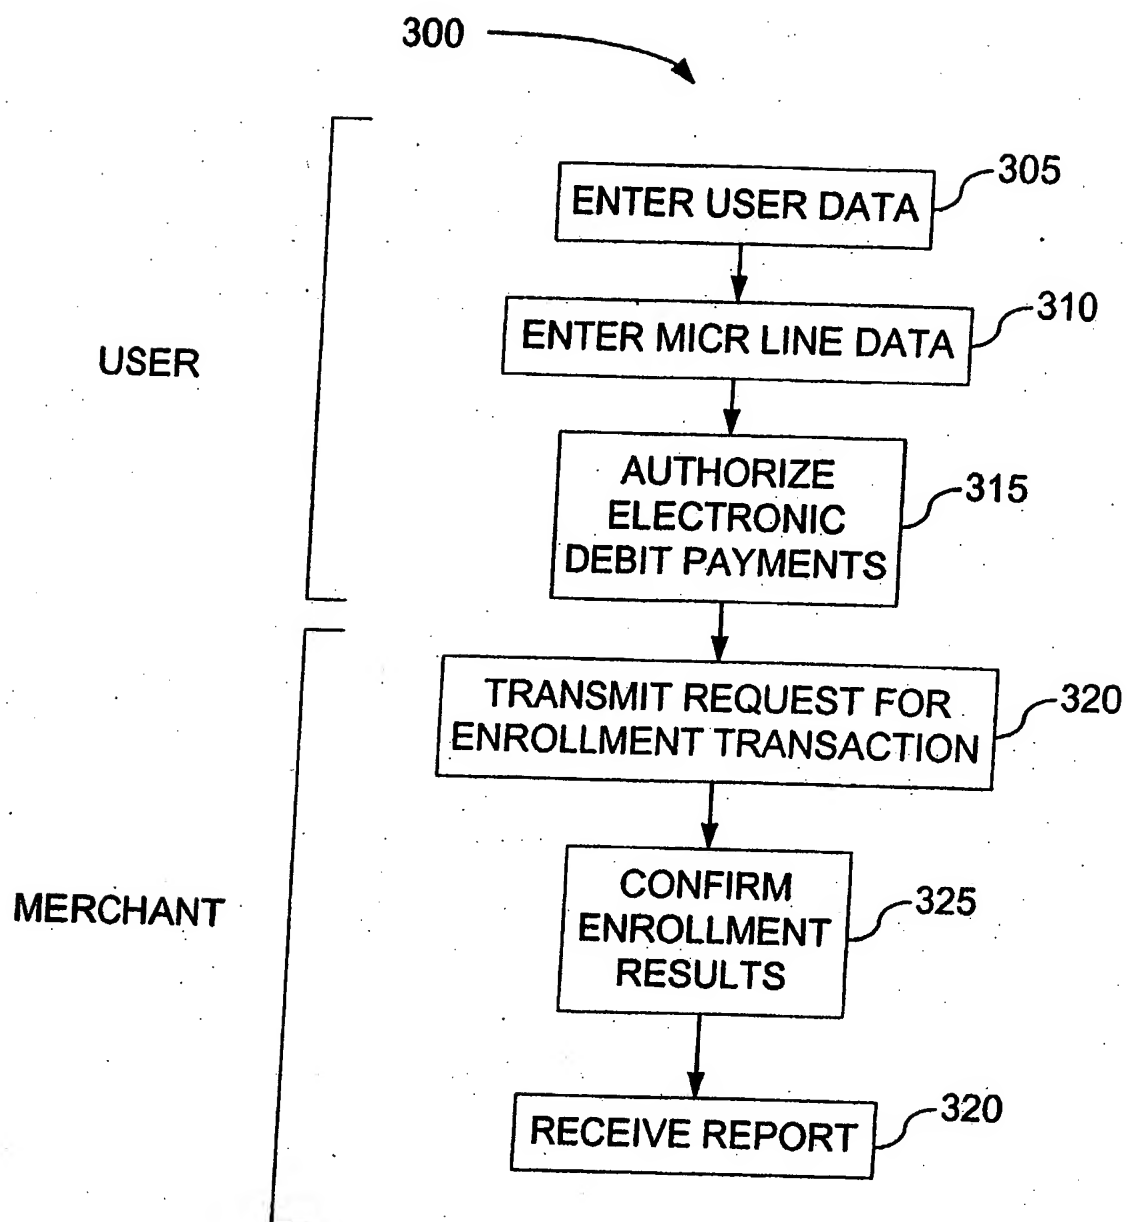 300
305
ENTER USER DATA
310
ENTER MICR LINE DATA
USER
AUTHORIZE
ELECTRONIC
DEBIT PAYMENTS
315
TRANSMIT REQUEST FOR
ENROLLMENT TRANSACTION
320
MERCHANT
CONFIRM
ENROLLMENT
RESULTS
325
RECEIVE REPORT
320